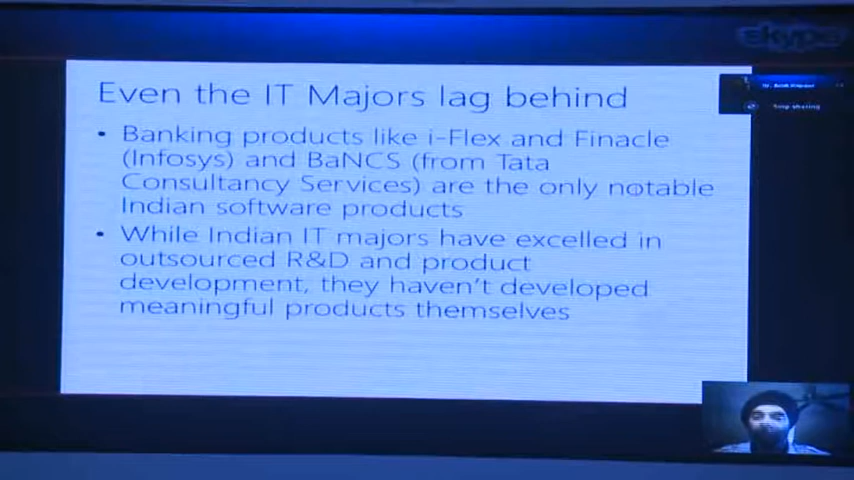 skype
Even the IT Majors lag behind
• Banking products like i-Flex and Finacle
(Infosys) and BaNCS (from Tata
Consultancy Services) are the only notable
Indian software products
• While Indian IT majors have excelled in
outsourced R&D and product
development, they haven't developed
meaningful products themselves
Stop sharing